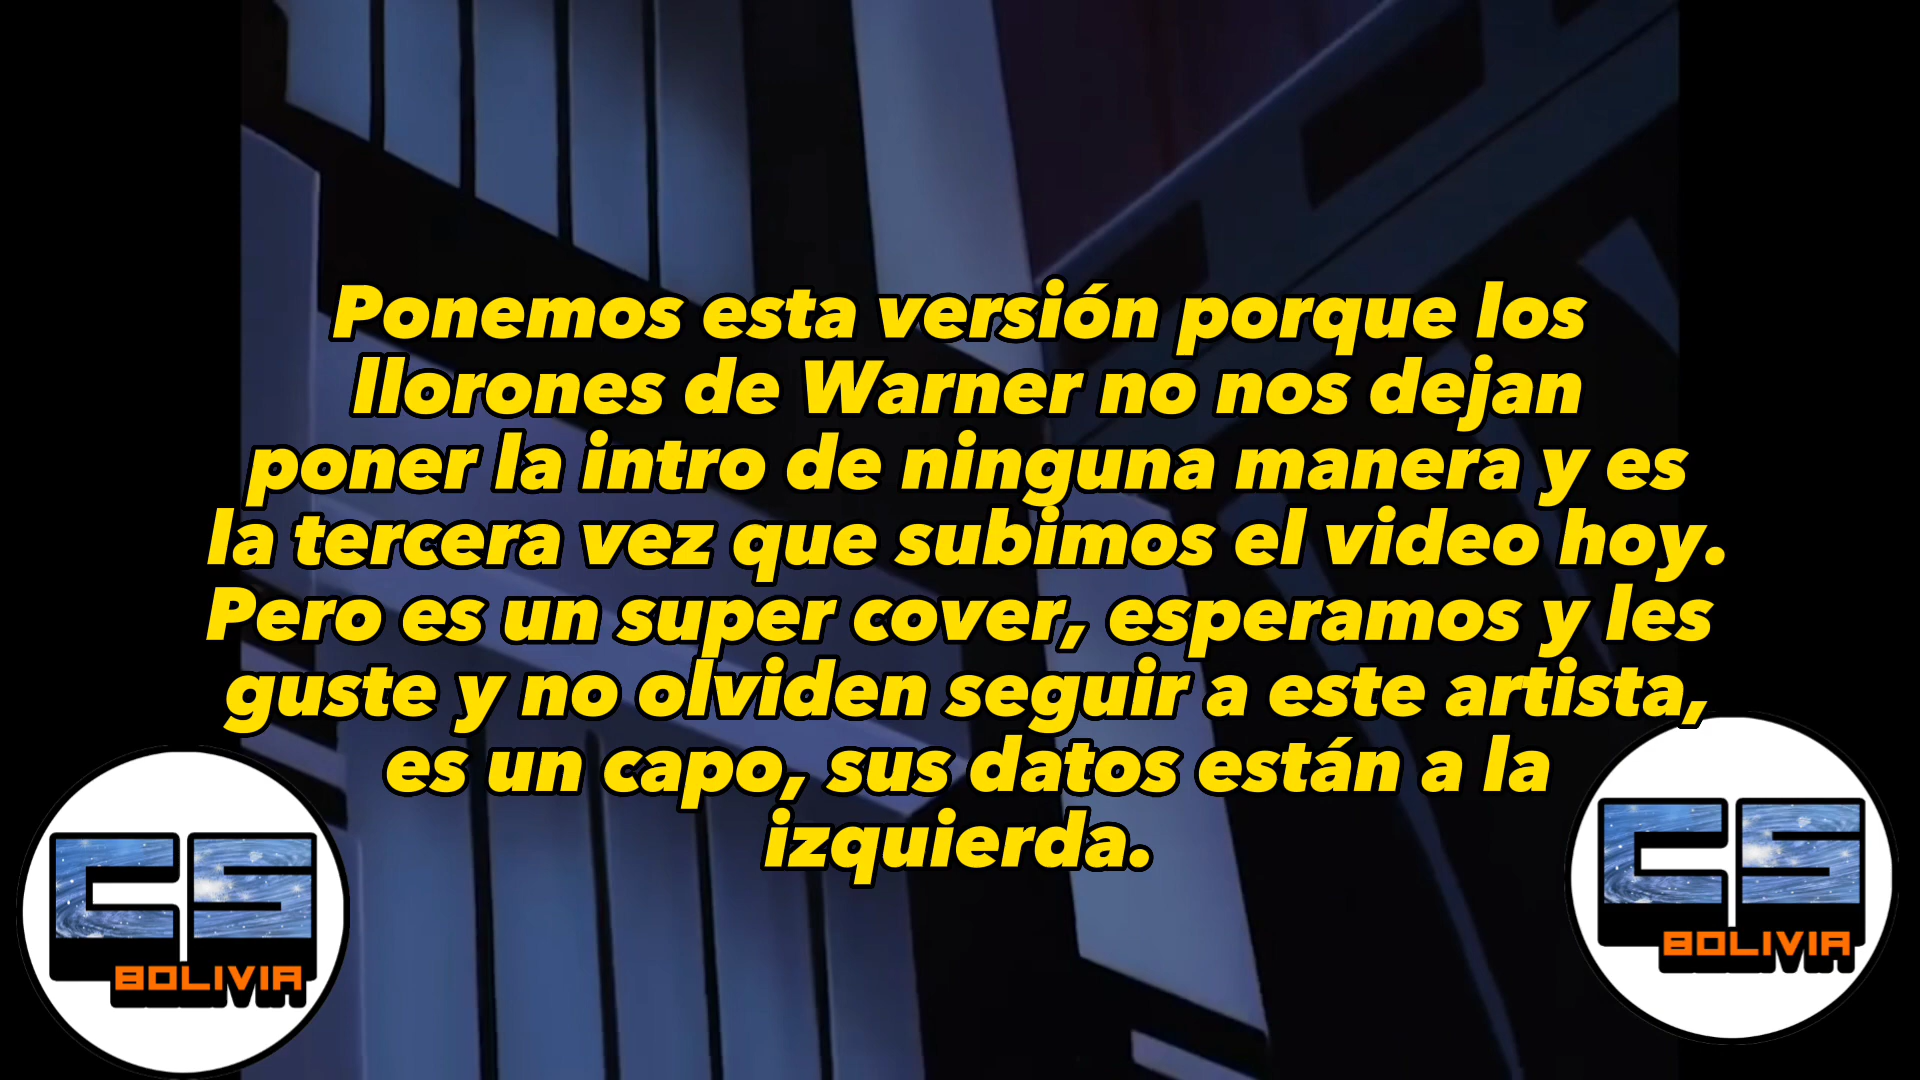 Ponemos esta versión porque los
llorones de Warner no nos dejan
poner la intro de ninguna manera y es
la tercera vez que subimos el video hoy.
Pero es un super cover, esperamos y les
guste y no olviden seguir a este artista,
es un capo, sus datos están a la
izquierda.
CS
BOLIVIA
CS
BOLIVIA